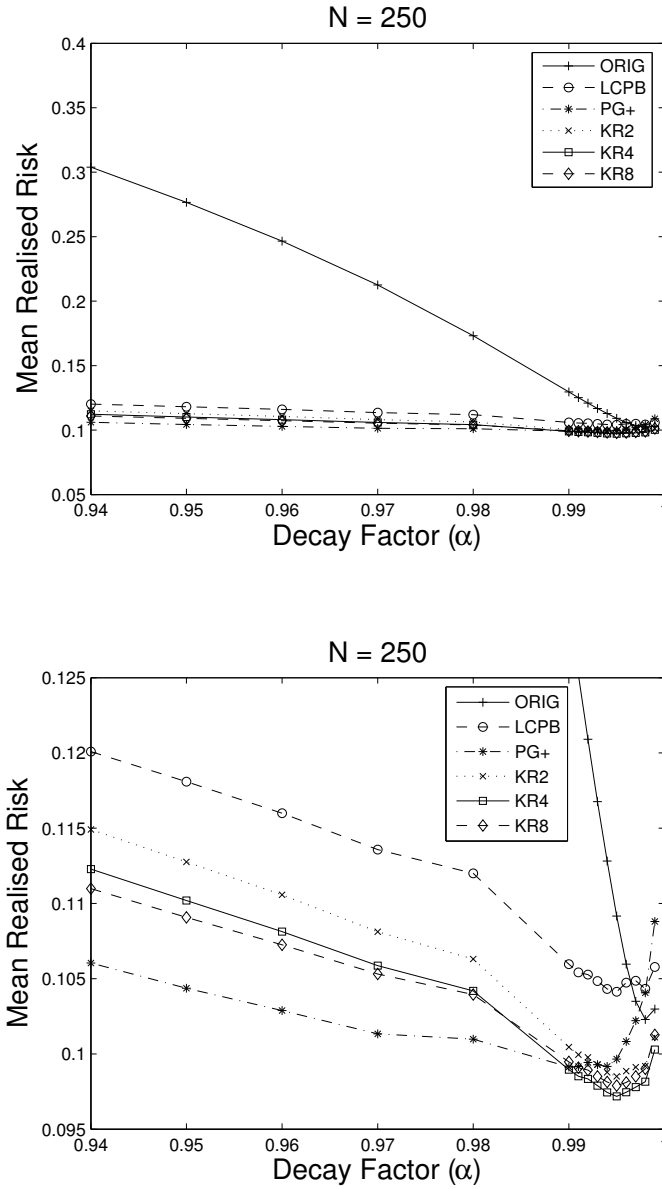 N = 250
0.4
0.35
0.3
0.25
0.2
0.15
0.1
0.05
Mean Realised Risk
0.94
0.95
0.96
0.97
0.98
0.99
1
Decay Factor (α)
ORIG
LCPB
PG+
KR2
KR4
KR8
N = 250
0.125
0.12
0.115
0.11
0.105
0.1
0.095
Mean Realised Risk
0.94
0.95
0.96
0.97
0.98
0.99
1
Decay Factor (α)
ORIG
LCPB
PG+
KR2
KR4
KR8